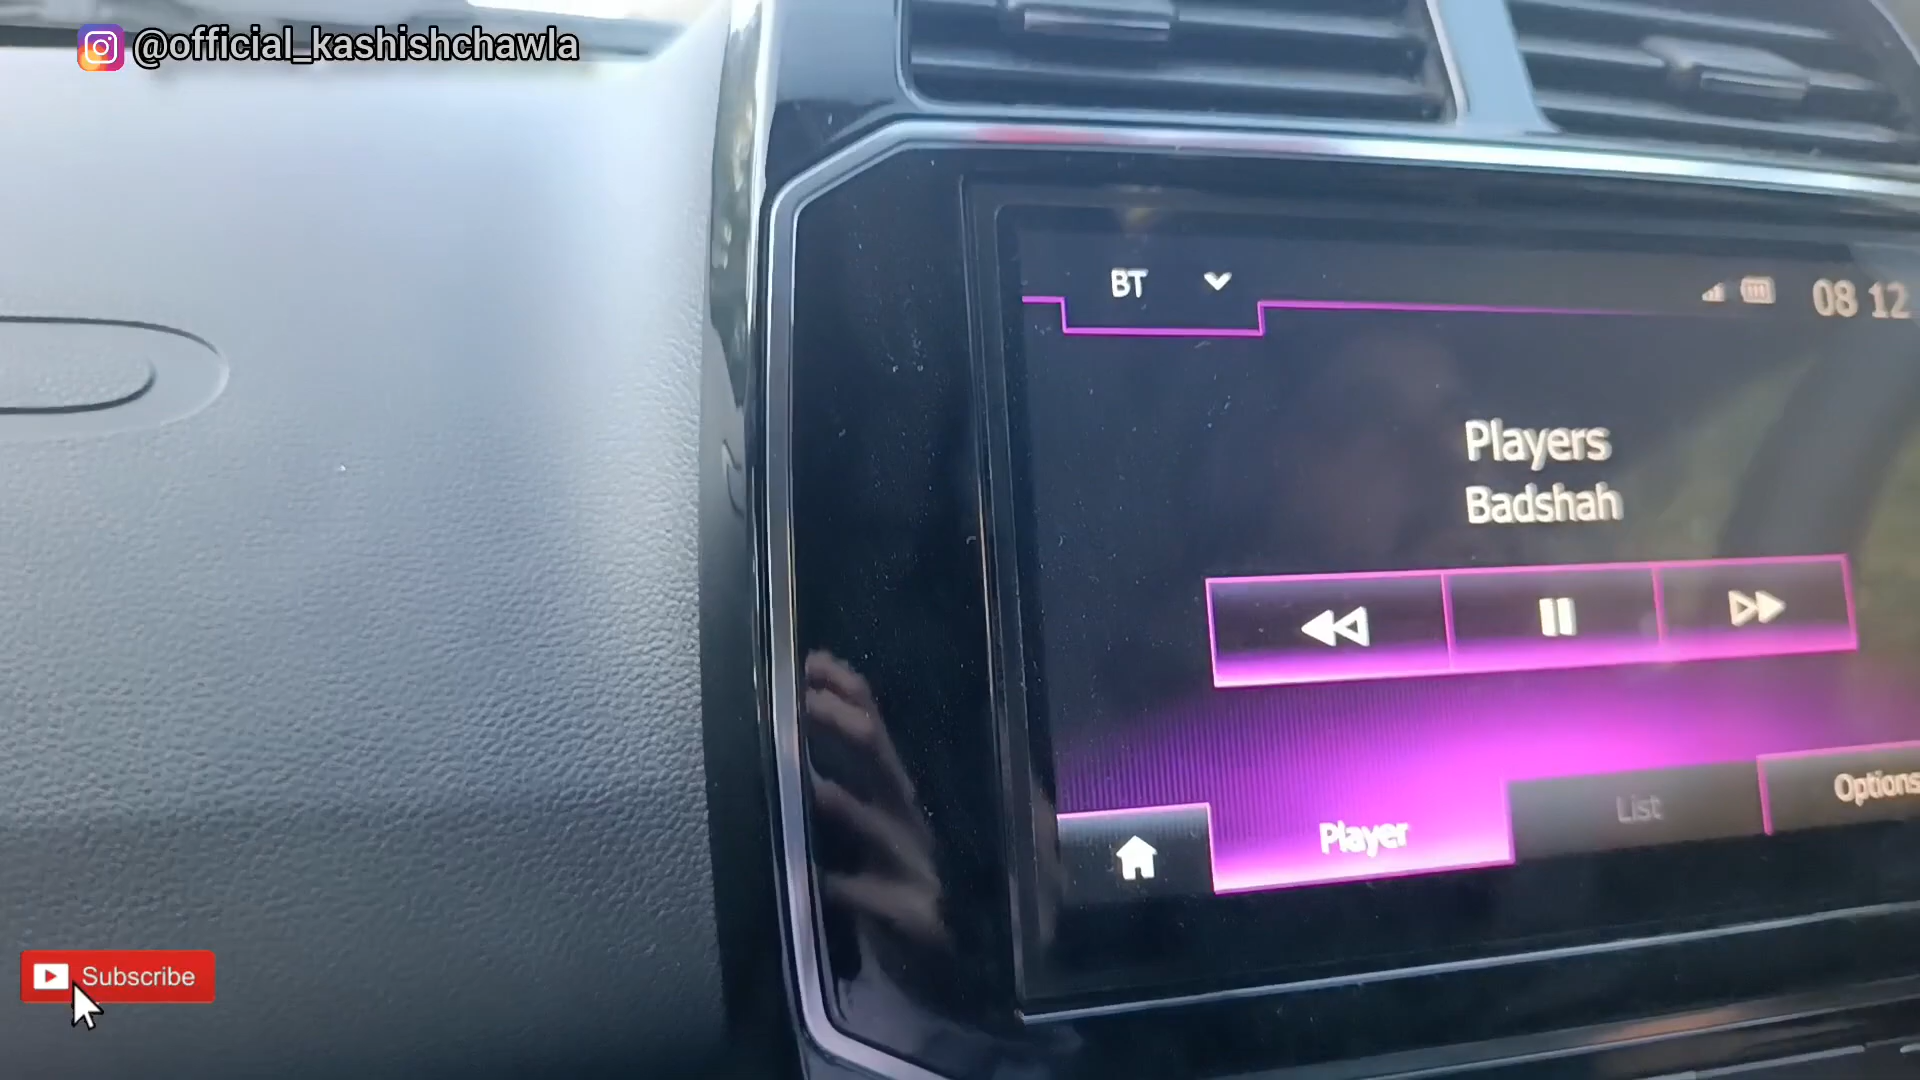 @official_kashishchawla
BT
08 12
Players
Badshah
Player
List
Options
Subscribe